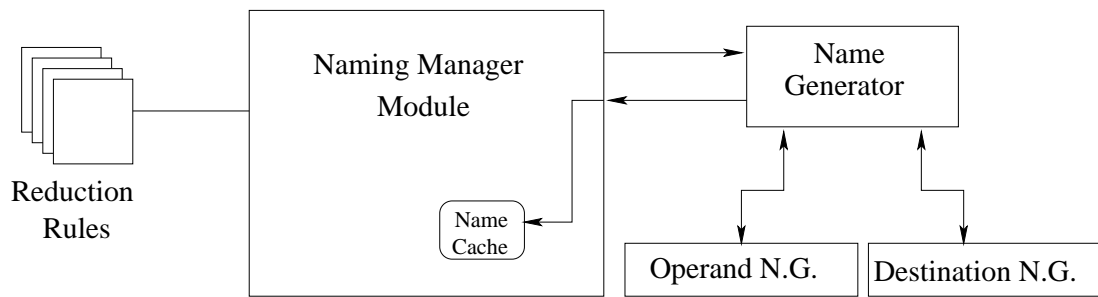 Reduction
Rules
Naming Manager
Module
Name
Cache
Name
Generator
Operand N.G.
Destination N.G.